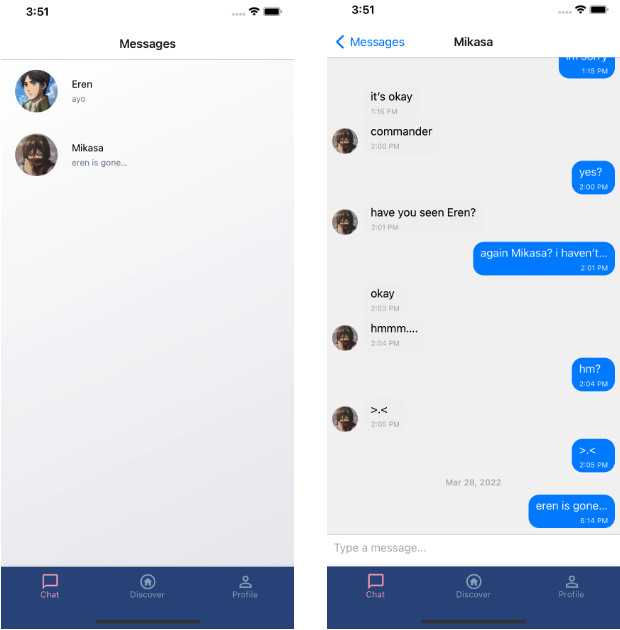 3:51
Messages
Eren
ayo
Mikasa
eren is gone...
Chat
Discover
Profile
3:51
Messages
Mikasa
im sorry
1:15 PM
it's okay
1:16 PM
commander
2:00 PM
yes?
2:00 PM
have you seen Eren?
2:01 PM
again Mikasa? i haven't...
2:01 PM
okay
2:03 PM
hmmm....
2:04 PM
hm?
2:04 PM
>.<
2:05 PM
>.<
2:05 PM
Mar 28, 2022
eren is gone...
6:14 PM
Type a message...
Chat
Discover
Profile